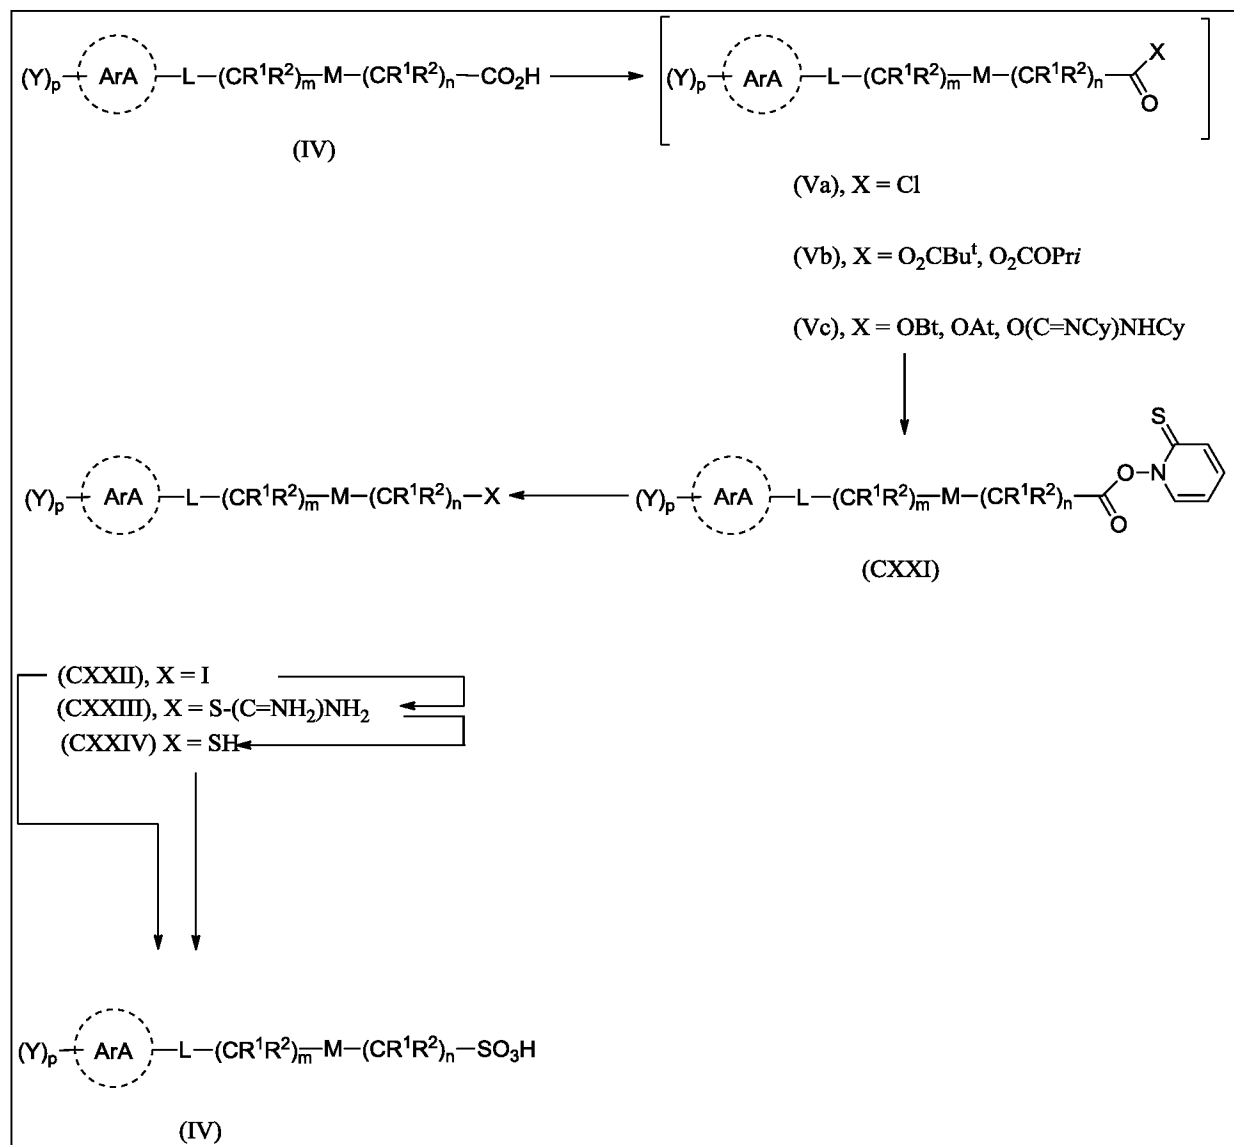 (Y)p ArA L (CR¹R²)m M (CR¹R²)n CO₂H
(IV)
(Y)p ArA L (CR¹R²)m M (CR¹R²)n X O
(Va), X = Cl
(Vb), X = O₂CBuᵗ, O₂COPri
(Vc), X = OBt, OAt, O(C=NCy)NHCy
(Y)p ArA L (CR¹R²)m M (CR¹R²)n X
(Y)p ArA L (CR¹R²)m M (CR¹R²)n O O N S
(CXXI)
(CXXII), X = I
(CXXIII), X = S-(C=NH₂)NH₂
(CXXIV) X = SH
(Y)p ArA L (CR¹R²)m M (CR¹R²)n SO₃H
(IV)